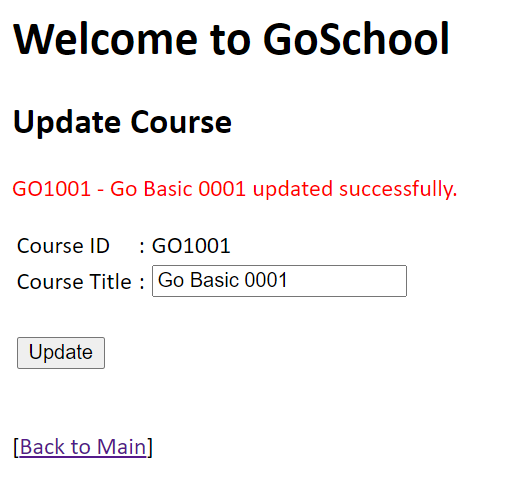 Welcome to GoSchool
Update Course
GO1001 - Go Basic 0001 updated successfully.
Course ID : GO1001
Course Title : Go Basic 0001
Update
[Back to Main]